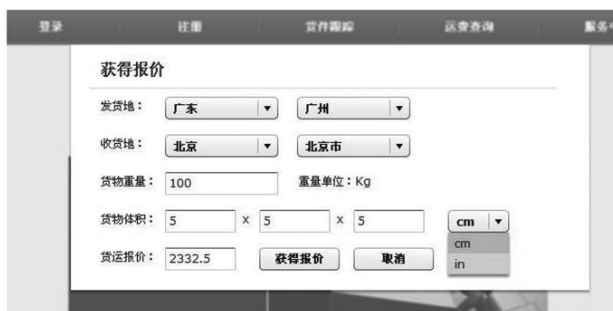 登录 注册 货件跟踪 运费查询 服务中
获得报价
发货地： 广东 广州
收货地： 北京 北京市
货物重量： 100 重量单位：Kg
货物体积： 5 x 5 x 5 cm
cm
in
货运报价： 2332.5 获得报价 取消